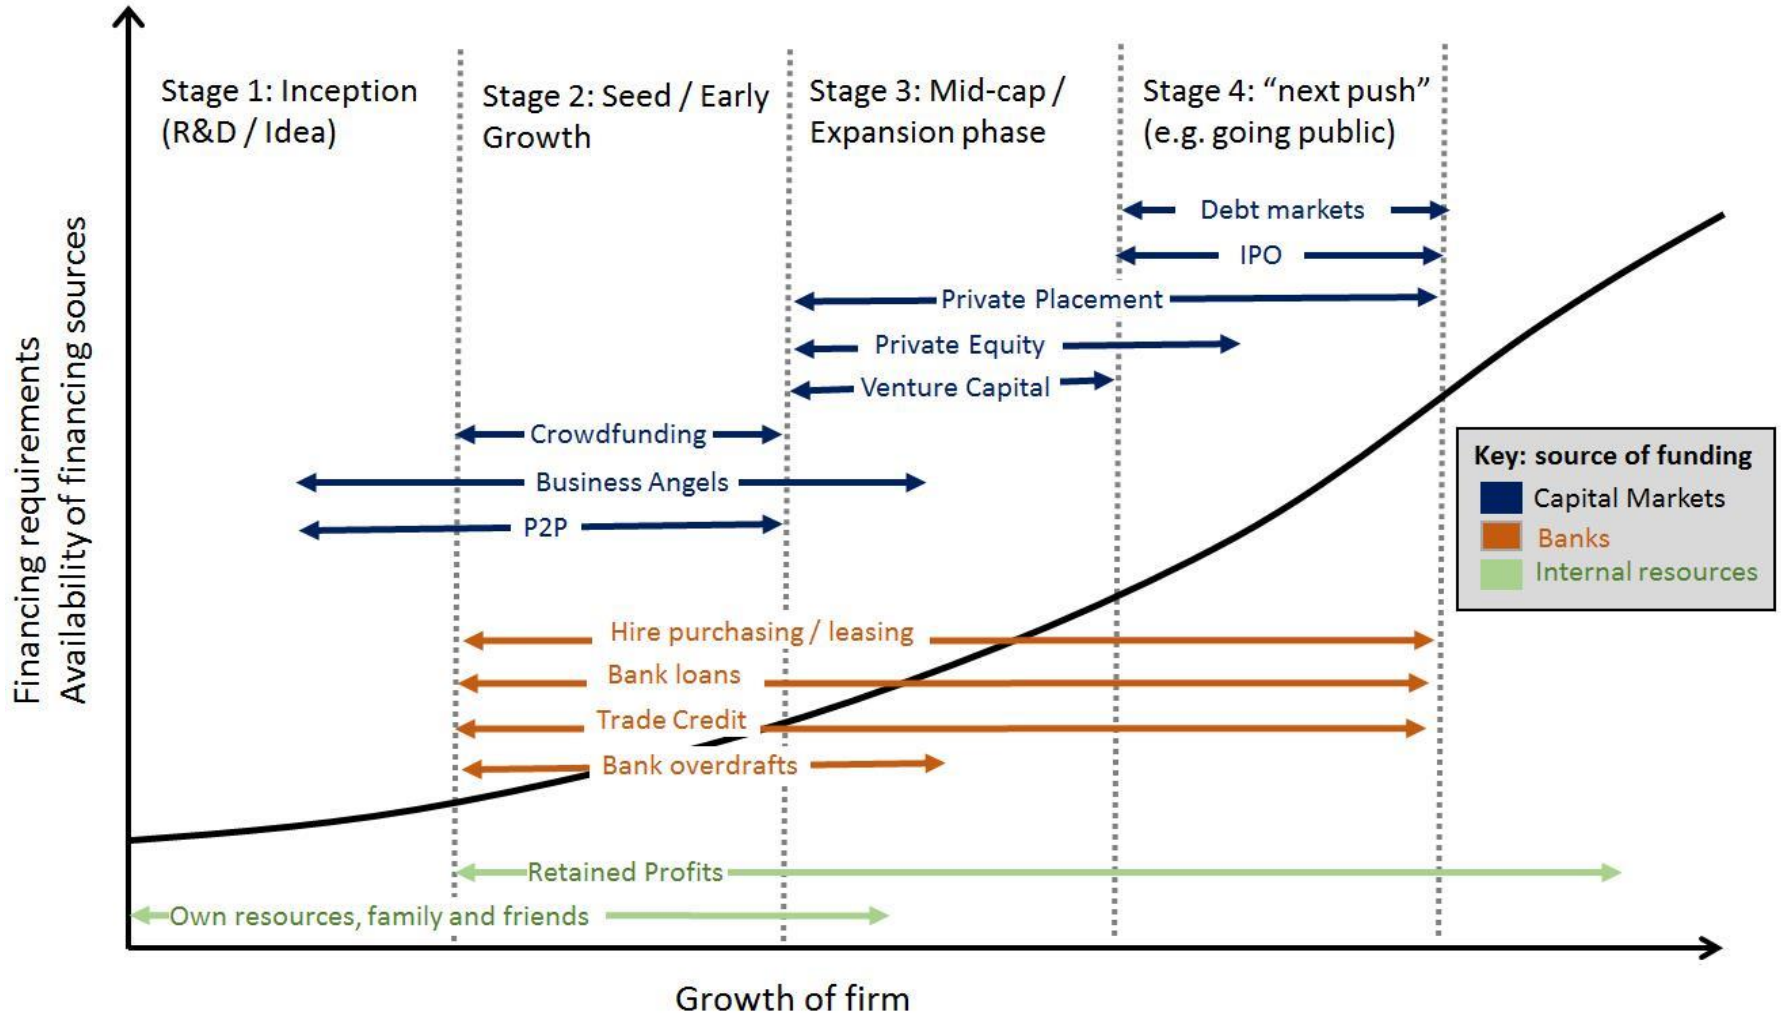 Stage 1: Inception
(R&D / Idea)
Stage 2: Seed / Early
Growth
Stage 3: Mid-cap /
Expansion phase
Stage 4: “next push”
(e.g. going public)
Debt markets
IPO
Private Placement
Private Equity
Venture Capital
Crowdfunding
Business Angels
P2P
Hire purchasing / leasing
Bank loans
Trade Credit
Bank overdrafts
Retained Profits
Own resources, family and friends
Key: source of funding
Capital Markets
Banks
Internal resources
Financing requirements
Availability of financing sources
Growth of firm